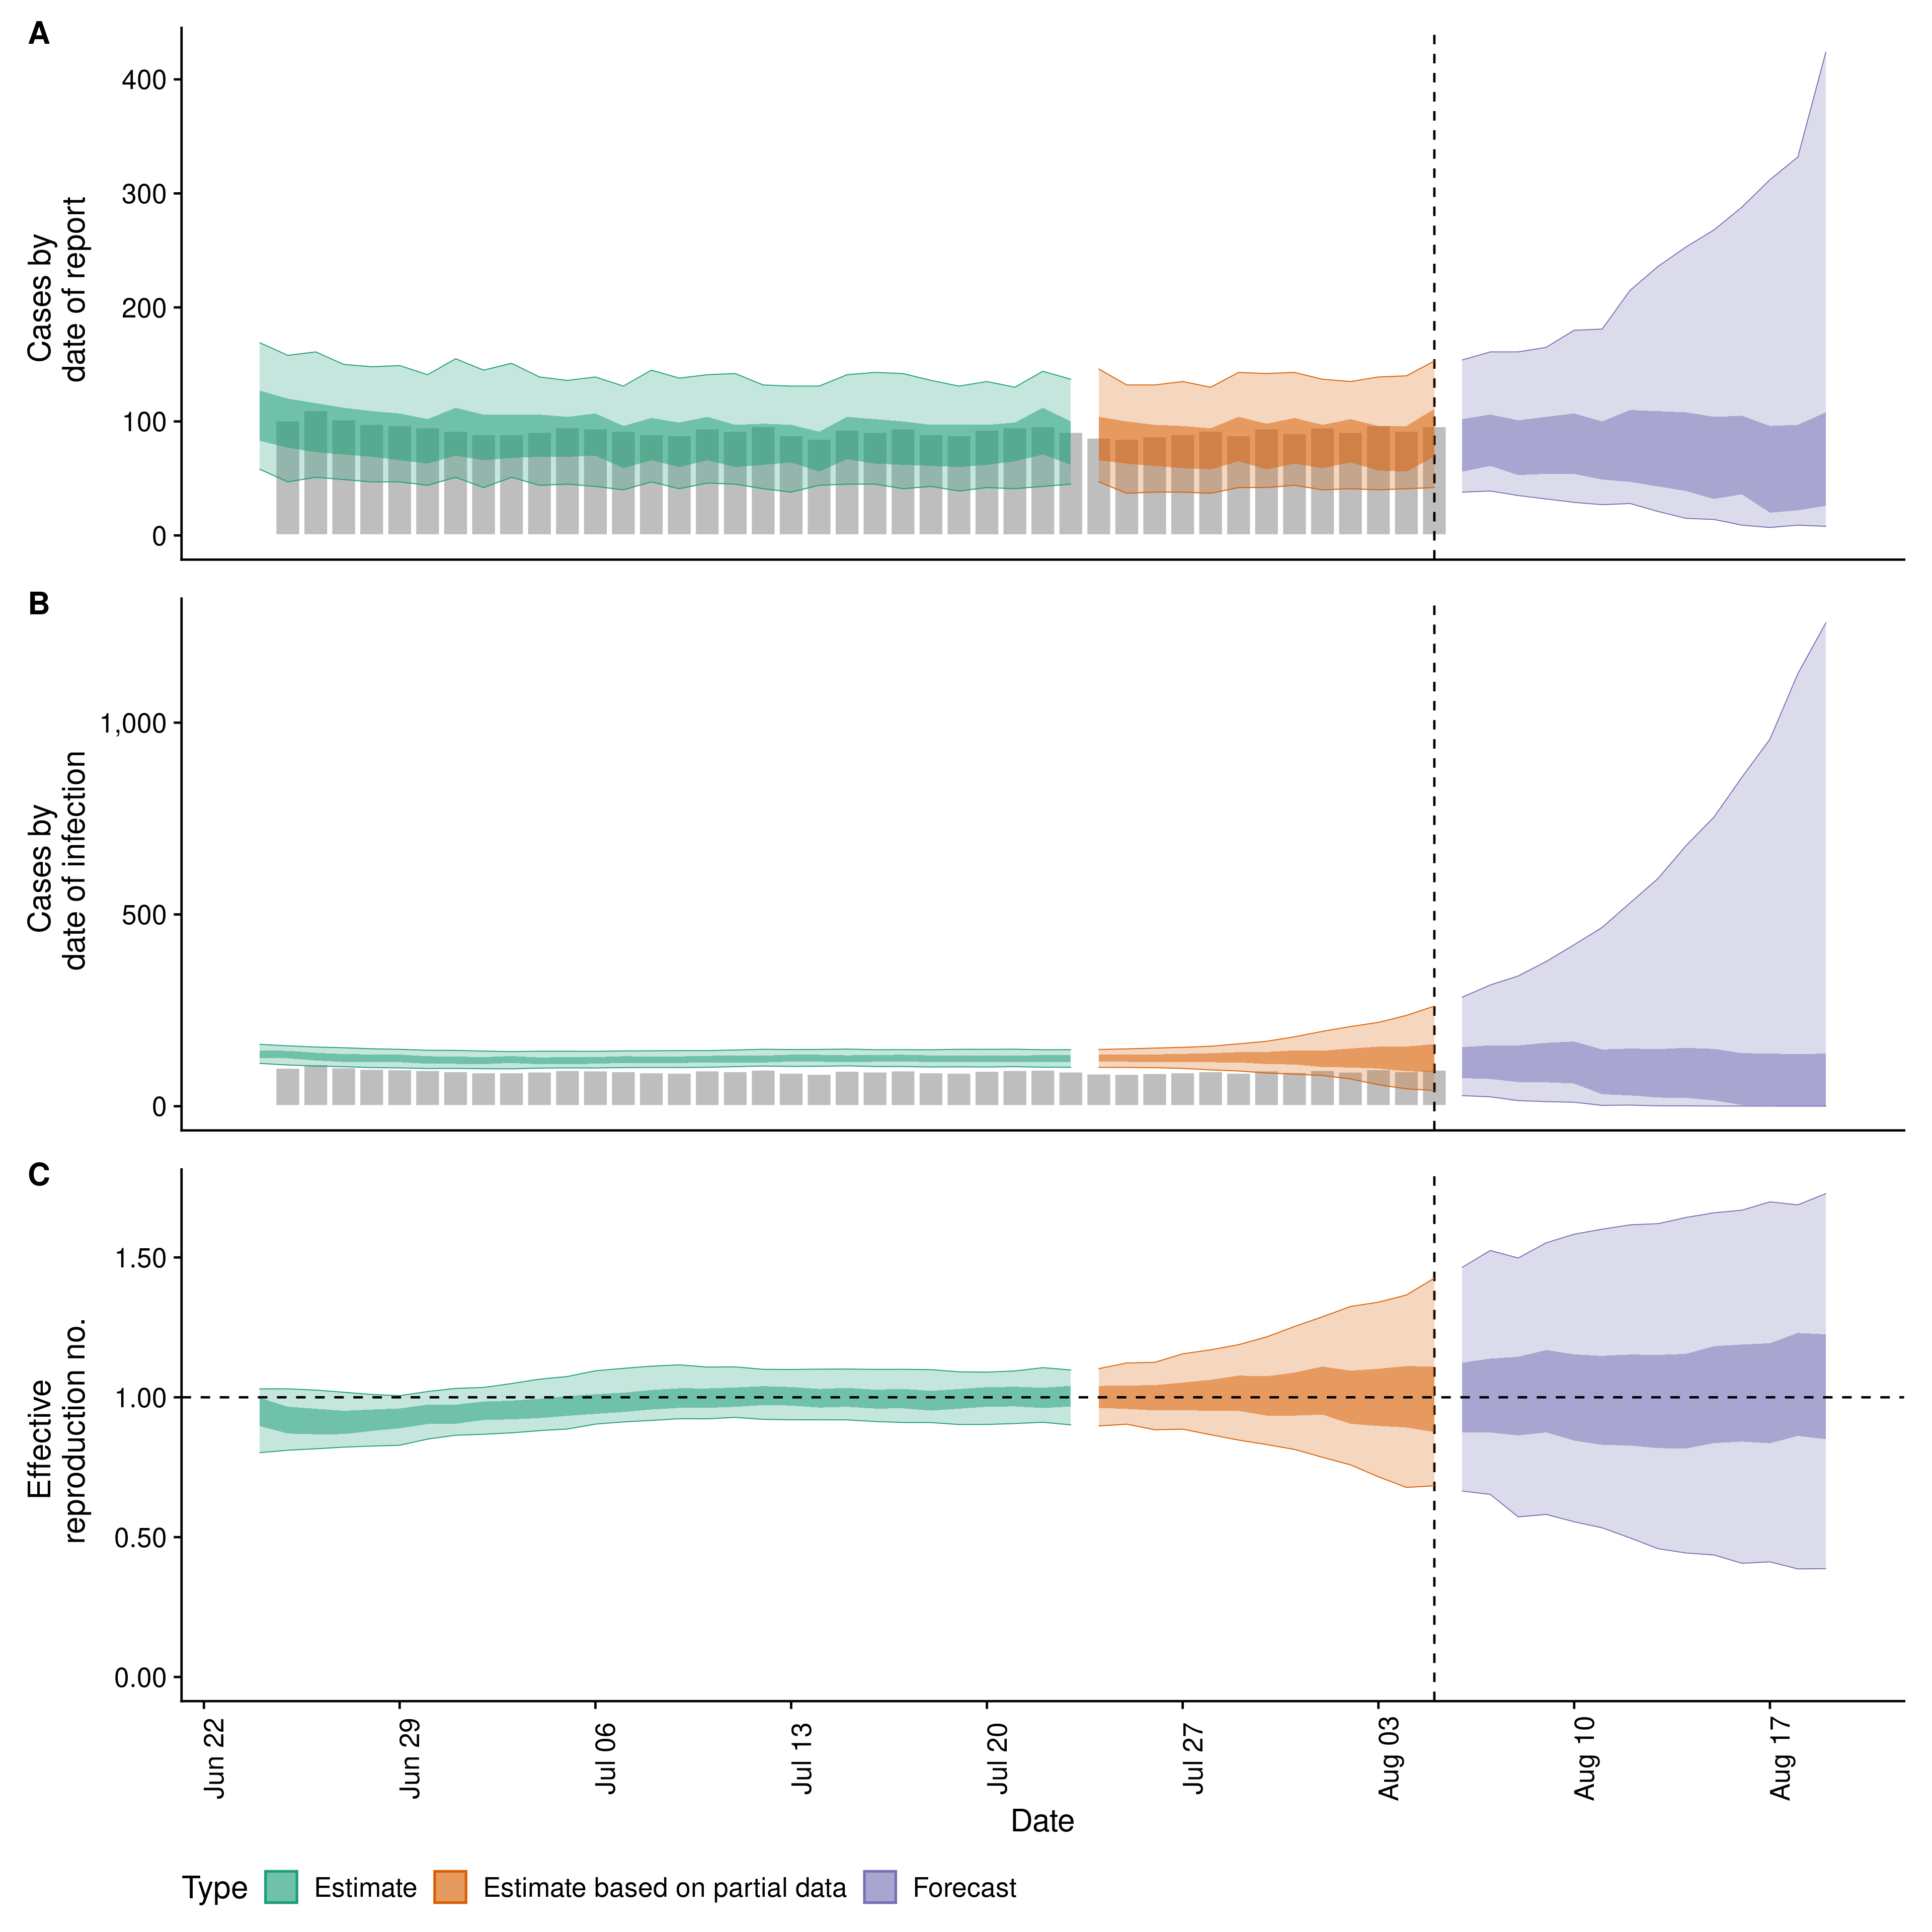 A
Cases by
date of report
400
300
200
100
0
B
Cases by
date of infection
1,000
500
0
C
Effective
reproduction no.
1.50
1.00
0.50
0.00
Jun 22
Jun 29
Jul 06
Jul 13
Jul 20
Jul 27
Aug 03
Aug 10
Aug 17
Date
Type Estimate Estimate based on partial data Forecast